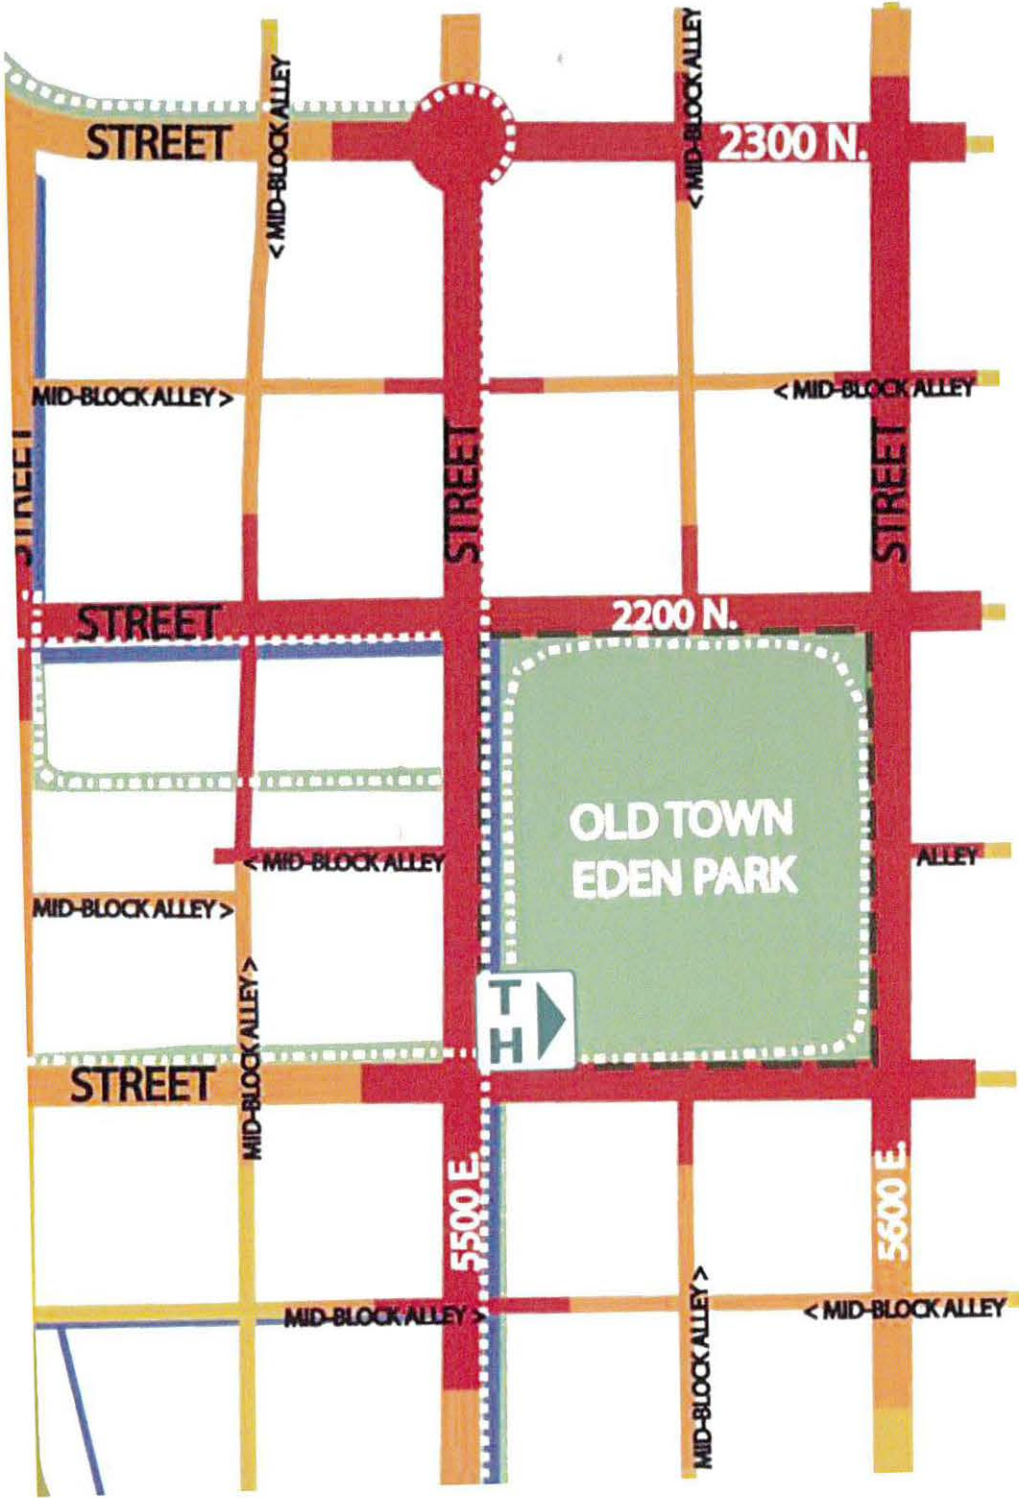 < MID-BLOCK ALLEY
< MID-BLOCK ALLEY
STREET
2300 N.
MID-BLOCK ALLEY >
< MID-BLOCK ALLEY
STREET
STREET
STREET
STREET
2200 N.
OLD TOWN
EDEN PARK
< MID-BLOCK ALLEY
ALLEY
MID-BLOCK ALLEY >
MID-BLOCK ALLEY >
T
H
STREET
5500 E.
5600 E.
MID-BLOCK ALLEY >
< MID-BLOCK ALLEY
MID-BLOCK ALLEY >